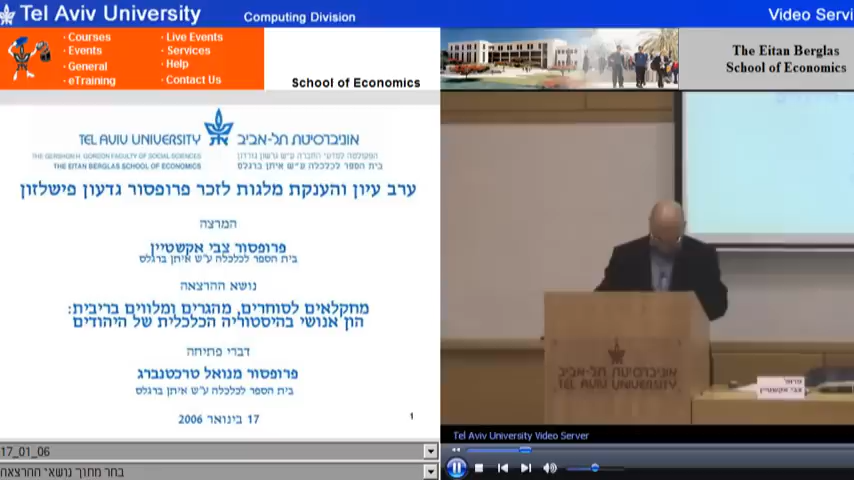 Tel Aviv University
Computing Division
Video Servi
Courses
Events
General
eTraining
Live Events
Services
Help
Contact Us
School of Economics
The Eitan Berglas
School of Economics
TEL AVIV UNIVERSITY
אוניברסיטת תל-אביב
THE GERSHON H. GORDON FACULTY OF SOCIAL SCIENCES
הפקולטה למדעי החברה ע״ש גרשון גורדון
THE EITAN BERGLAS SCHOOL OF ECONOMICS
בית הספר לכלכלה ע״ש איתן ברגלס
ערב עיון והענקת מלגות לזכר פרופסור גדעון פישלזון
המרצה
פרופסור צבי אקשטיין
בית הספר לכלכלה ע״ש איתן ברגלס
נושא ההרצאה
מחקלאים לסוחרים, מהגרים ומלווים בריבית:
הון אנושי בהיסטוריה הכלכלית של היהודים
דברי פתיחה
פרופסור מנואל טרכטנברג
בית הספר לכלכלה ע״ש איתן ברגלס
17 בינואר 2006
1
17_01_06
בחר מתוך נושאי ההרצאה
אוניברסיטת תל-אביב
TEL AVIV UNIVERSITY
צבי אקשטיין
Tel Aviv University Video Server